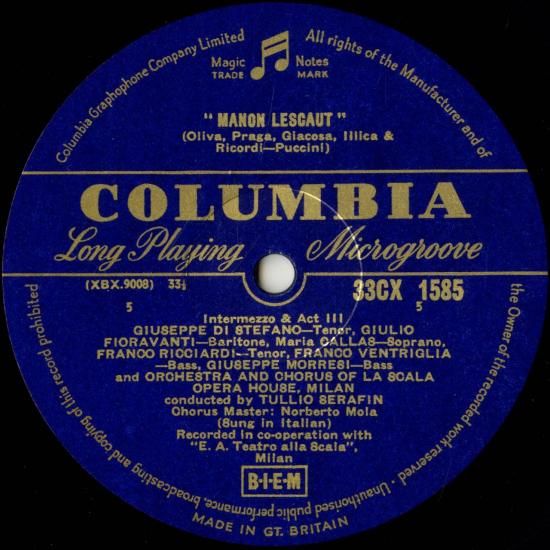 Columbia Graphophone Company Limited
All rights of the Manufacturer and of
the Owner of the recorded work reserved · Unauthorised public performance, broadcasting
and copying of this record prohibited
Magic Notes
TRADE MARK
"MANON LESCAUT"
(Oliva, Praga, Giacosa, Illica &
Ricordi—Puccini)
COLUMBIA
Long Playing Microgroove
(XBX.9008) 33⅓ 33CX 1585
5 5
Intermezzo & Act III
GIUSEPPE DI STEFANO—Tenor, GIULIO
FIORAVANTI—Baritone, Maria CALLAS—Soprano,
FRANCO RICCIARDI—Tenor, FRANCO VENTRIGLIA
—Bass, GIUSEPPE MORRESI—Bass
and ORCHESTRA AND CHORUS OF LA SCALA
OPERA HOUSE, MILAN
conducted by TULLIO SERAFIN
Chorus Master: Norberto Mola
(Sung in Italian)
Recorded in co-operation with
"E. A. Teatro alla Scala",
Milan
B·I·E·M
MADE IN GT. BRITAIN